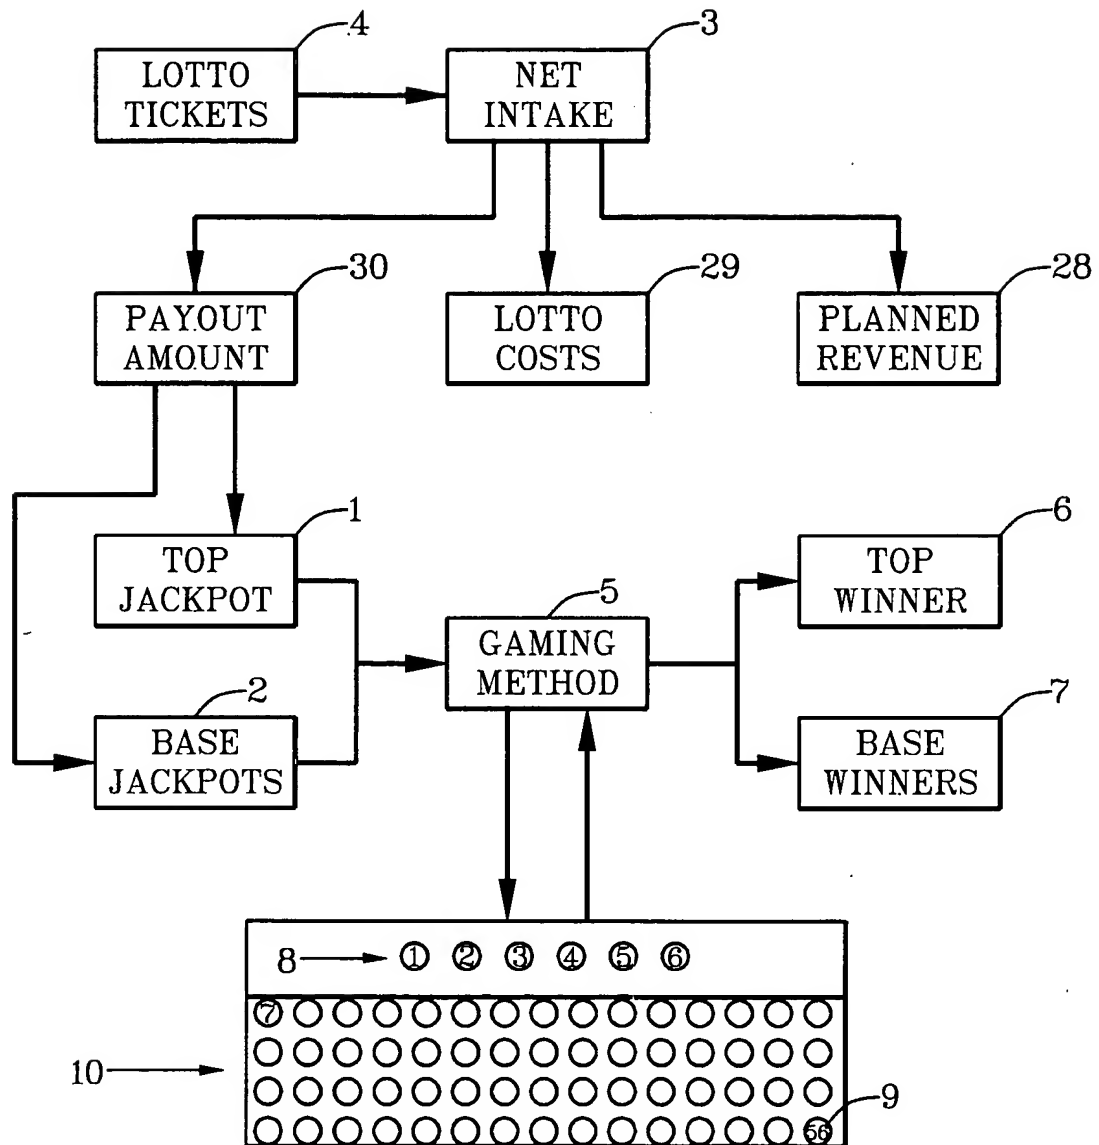 4
3
LOTTO
TICKETS
NET
INTAKE
30
29
28
PAYOUT
AMOUNT
LOTTO
COSTS
PLANNED
REVENUE
1
6
TOP
JACKPOT
5
TOP
WINNER
GAMING
METHOD
2
7
BASE
JACKPOTS
BASE
WINNERS
8 1 2 3 4 5 6
7
10
9
56